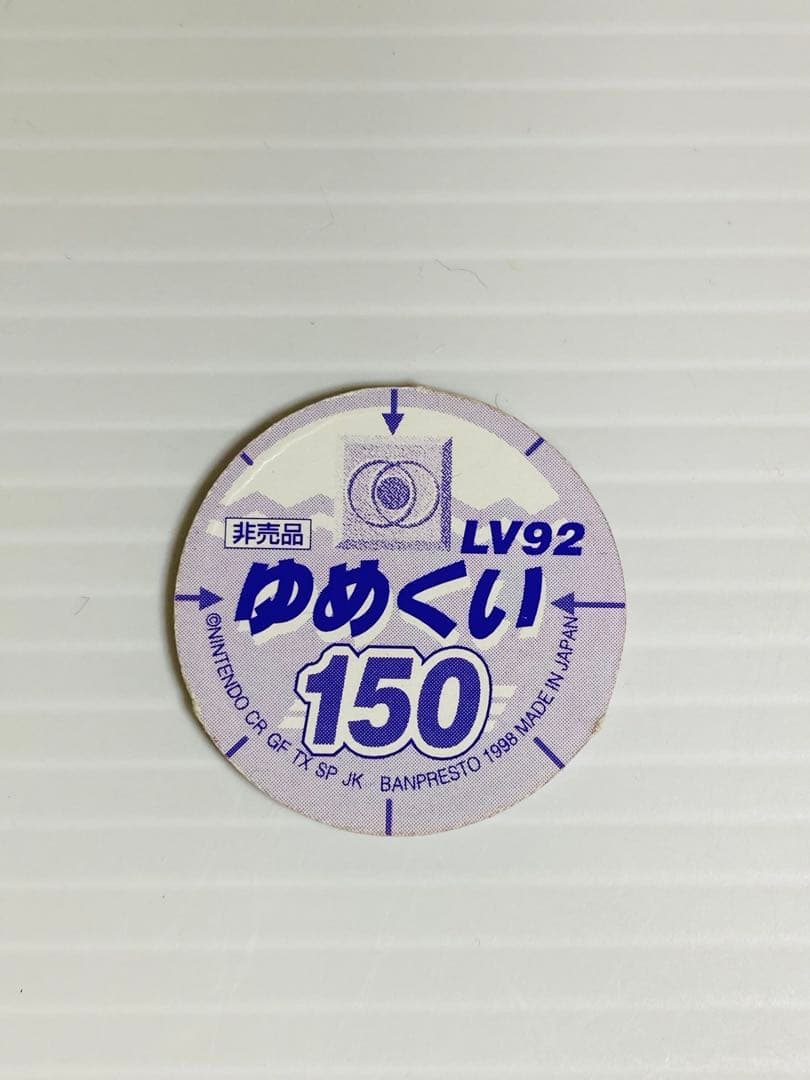 非売品
LV92
ゆめくい
150
©NINTENDO CR GF TX SP JK BANPRESTO 1998 MADE IN JAPAN